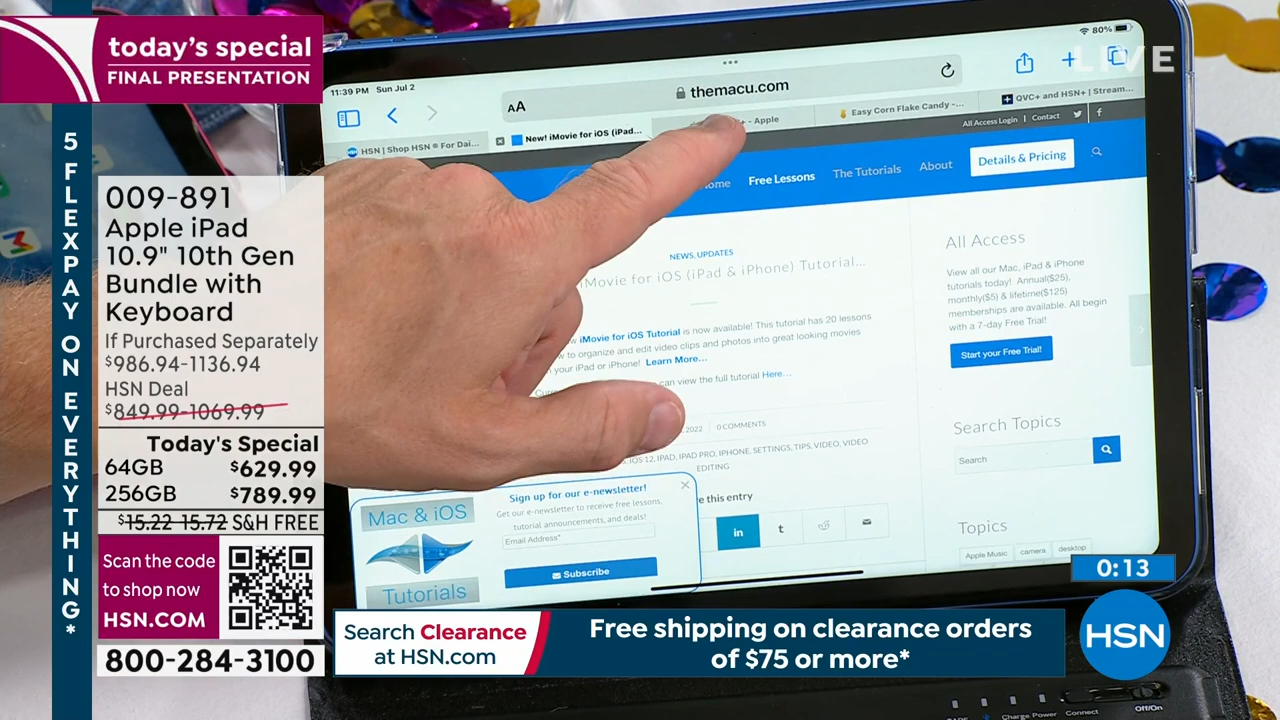 today's special
FINAL PRESENTATION
5 FLEXPAY ON EVERYTHING*
009-891
Apple iPad
10.9" 10th Gen
Bundle with
Keyboard
If Purchased Separately
$986.94-1136.94
HSN Deal
$849.99-1069.99
Today's Special
64GB $629.99
256GB $789.99
$15.22-15.72 S&H FREE
Scan the code
to shop now
HSN.COM
800-284-3100
11:39 PM Sun Jul 2
80%
LIVE
AA
themacu.com
HSN | Shop HSN ® For Dai...
New! iMovie for iOS (iPad...
+ - Apple
Easy Corn Flake Candy -...
QVC+ and HSN+ | Stream...
All Access Login | Contact
Free Lessons
The Tutorials
About
Details & Pricing
NEWS, UPDATES
iMovie for iOS (iPad & iPhone) Tutorial...
iMovie for iOS Tutorial is now available! This tutorial has 20 lessons
to organize and edit video clips and photos into great looking movies
your iPad or iPhone! Learn More...
can view the full tutorial Here...
2022 | 0 COMMENTS
IOS 12, IPAD, IPAD PRO, IPHONE, SETTINGS, TIPS, VIDEO, VIDEO
EDITING
this entry
in
t
All Access
View all our Mac, iPad & iPhone
tutorials today! Annual($25),
monthly($5) & lifetime($125)
memberships are available. All begin
with a 7-day Free Trial!
Start your Free Trial!
Search Topics
Search
Topics
Apple Music
camera
desktop
Mac & iOS
Tutorials
Sign up for our e-newsletter!
Get our e-newsletter to receive free lessons,
tutorial announcements, and deals!
Email Address*
Subscribe
0:13
Search Clearance
at HSN.com
Free shipping on clearance orders
of $75 or more*
HSN
Charge Power Connect Off/On